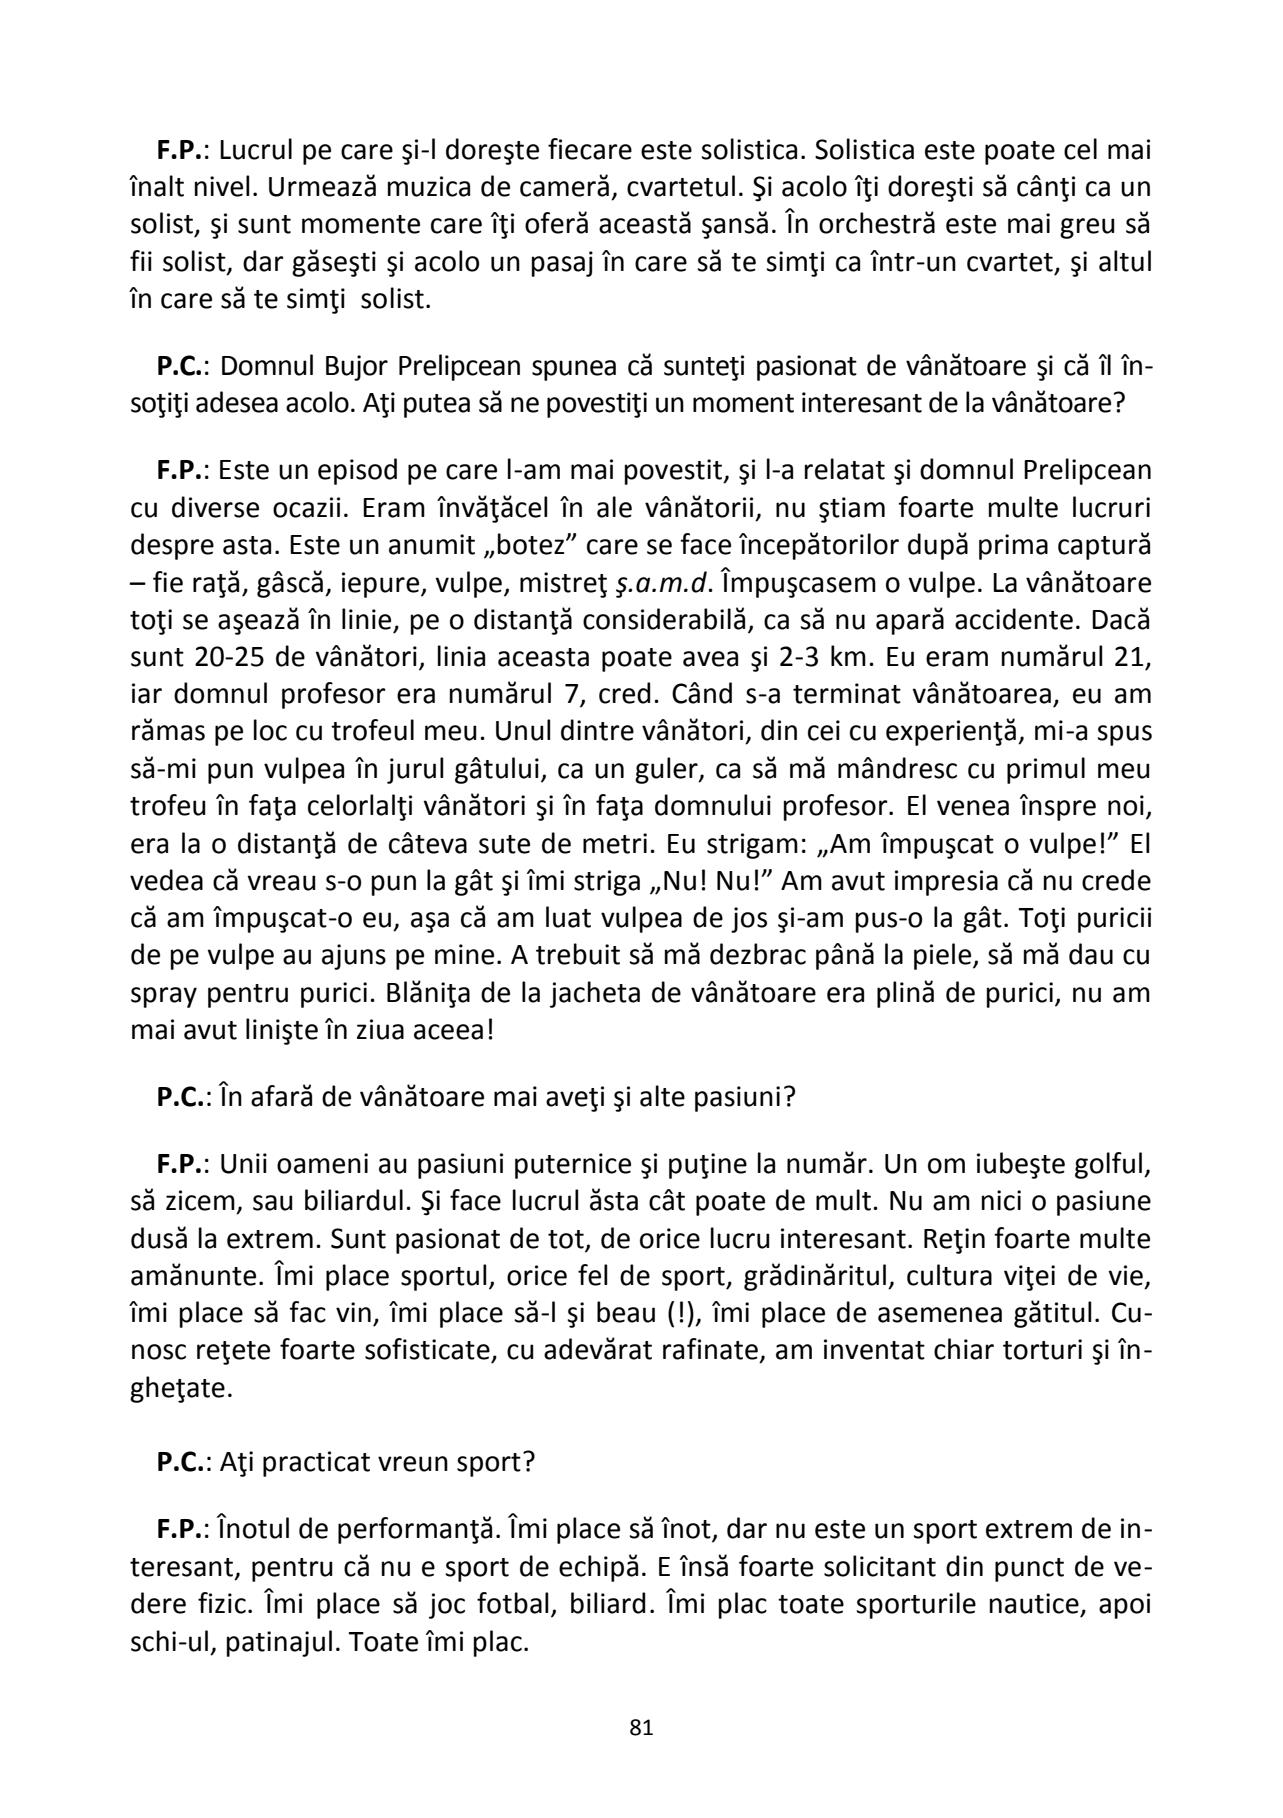 F.P.: Lucrul pe care şi-l doreşte fiecare este solistica. Solistica este poate cel mai
înalt nivel. Urmează muzica de cameră, cvartetul. Şi acolo îţi doreşti să cânţi ca un
solist, şi sunt momente care îţi oferă această şansă. În orchestră este mai greu să
fii solist, dar găseşti şi acolo un pasaj în care să te simţi ca într-un cvartet, şi altul
în care să te simţi  solist.
P.C.: Domnul Bujor Prelipcean spunea că sunteţi pasionat de vânătoare şi că îl în-
soţiţi adesea acolo. Aţi putea să ne povestiţi un moment interesant de la vânătoare?
F.P.: Este un episod pe care l-am mai povestit, şi l-a relatat şi domnul Prelipcean
cu diverse ocazii. Eram învăţăcel în ale vânătorii, nu ştiam foarte multe lucruri
despre asta. Este un anumit „botez” care se face începătorilor după prima captură
– fie raţă, gâscă, iepure, vulpe, mistreţ ş.a.m.d. Împuşcasem o vulpe. La vânătoare
toţi se aşează în linie, pe o distanţă considerabilă, ca să nu apară accidente. Dacă
sunt 20-25 de vânători, linia aceasta poate avea şi 2-3 km. Eu eram numărul 21,
iar domnul profesor era numărul 7, cred. Când s-a terminat vânătoarea, eu am
rămas pe loc cu trofeul meu. Unul dintre vânători, din cei cu experienţă, mi-a spus
să-mi pun vulpea în jurul gâtului, ca un guler, ca să mă mândresc cu primul meu
trofeu în faţa celorlalţi vânători şi în faţa domnului profesor. El venea înspre noi,
era la o distanţă de câteva sute de metri. Eu strigam: „Am împuşcat o vulpe!” El
vedea că vreau s-o pun la gât şi îmi striga „Nu! Nu!” Am avut impresia că nu crede
că am împuşcat-o eu, aşa că am luat vulpea de jos şi-am pus-o la gât. Toţi puricii
de pe vulpe au ajuns pe mine. A trebuit să mă dezbrac până la piele, să mă dau cu
spray pentru purici. Blăniţa de la jacheta de vânătoare era plină de purici, nu am
mai avut linişte în ziua aceea!
P.C.: În afară de vânătoare mai aveţi şi alte pasiuni?
F.P.: Unii oameni au pasiuni puternice şi puţine la număr. Un om iubeşte golful,
să zicem, sau biliardul. Şi face lucrul ăsta cât poate de mult. Nu am nici o pasiune
dusă la extrem. Sunt pasionat de tot, de orice lucru interesant. Reţin foarte multe
amănunte. Îmi place sportul, orice fel de sport, grădinăritul, cultura viţei de vie,
îmi place să fac vin, îmi place să-l şi beau (!), îmi place de asemenea gătitul. Cu-
nosc reţete foarte sofisticate, cu adevărat rafinate, am inventat chiar torturi şi în-
gheţate.
P.C.: Aţi practicat vreun sport?
F.P.: Înotul de performanţă. Îmi place să înot, dar nu este un sport extrem de in-
teresant, pentru că nu e sport de echipă. E însă foarte solicitant din punct de ve-
dere fizic. Îmi place să joc fotbal, biliard. Îmi plac toate sporturile nautice, apoi
schi-ul, patinajul. Toate îmi plac.
81